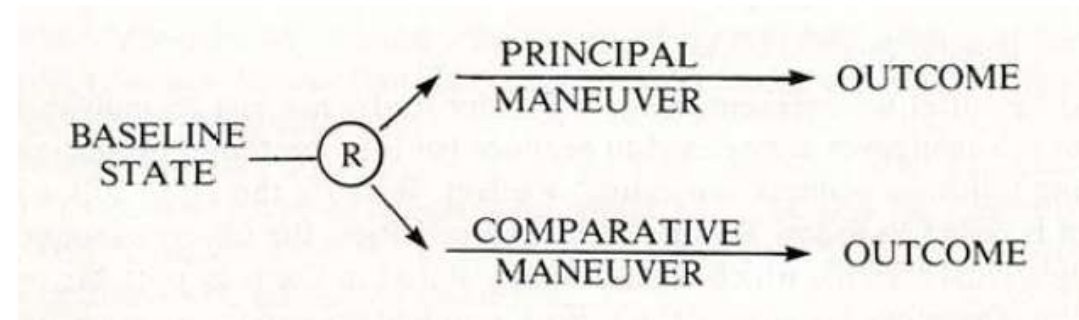 PRINCIPAL
MANEUVER
OUTCOME
BASELINE
STATE
R
COMPARATIVE
MANEUVER
OUTCOME